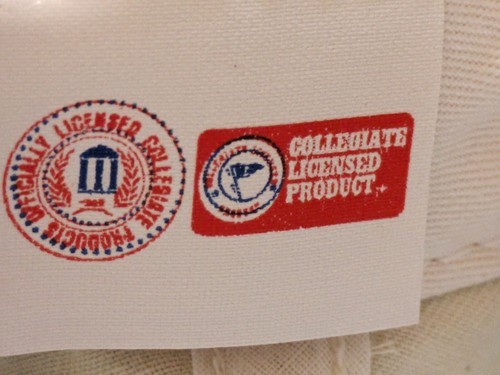 OFFICIALLY LICENSED COLLEGIATE PRODUCTS
COLLEGIATE
LICENSED
PRODUCT